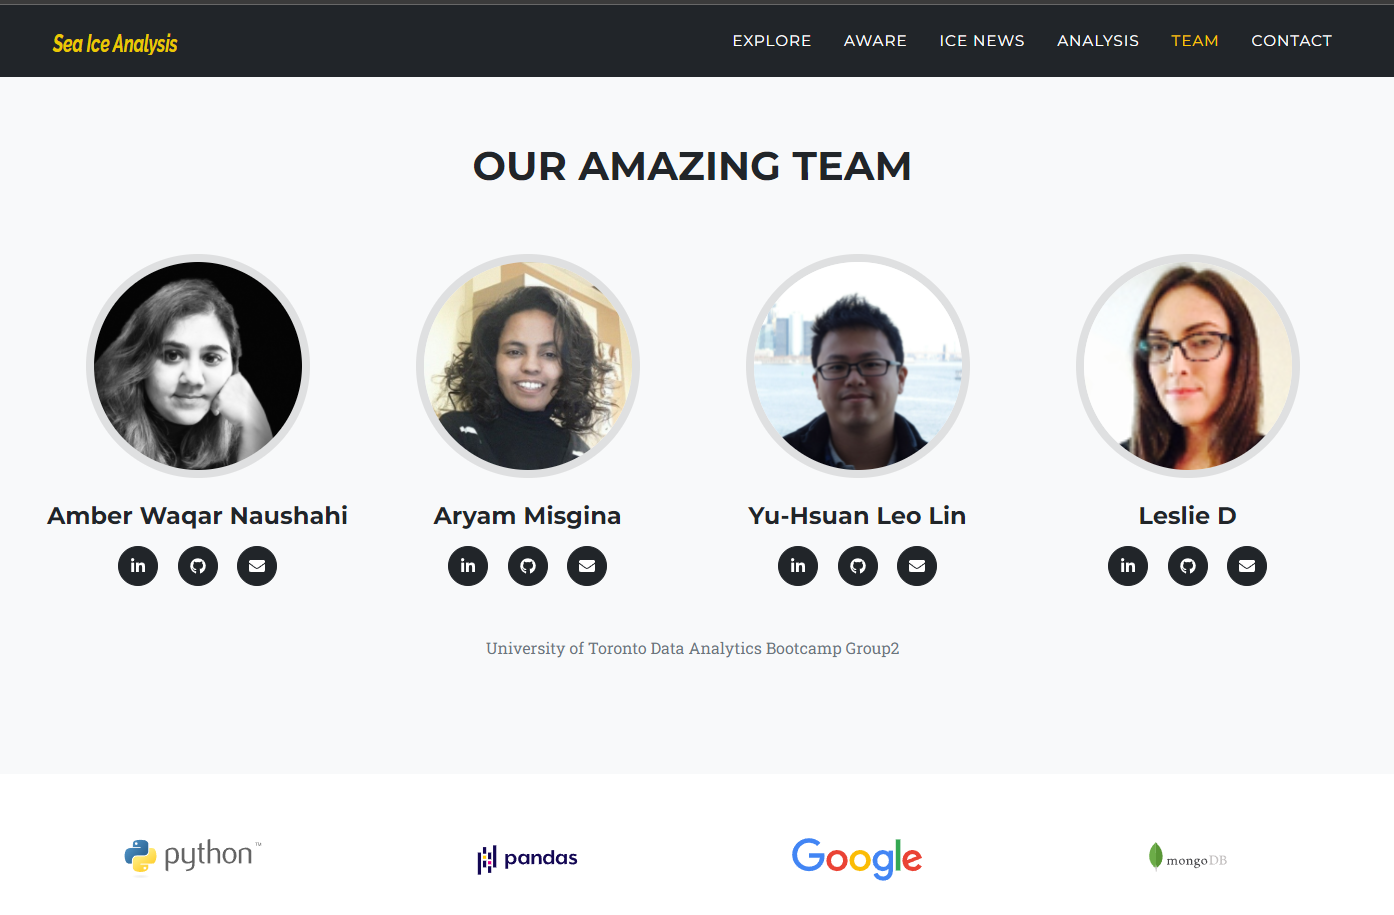 Sea Ice Analysis
EXPLORE AWARE ICE NEWS ANALYSIS TEAM CONTACT
OUR AMAZING TEAM
Amber Waqar Naushahi
Aryam Misgina
Yu-Hsuan Leo Lin
Leslie D
in
in
in
in
University of Toronto Data Analytics Bootcamp Group2
python™
pandas
Google
mongoDB